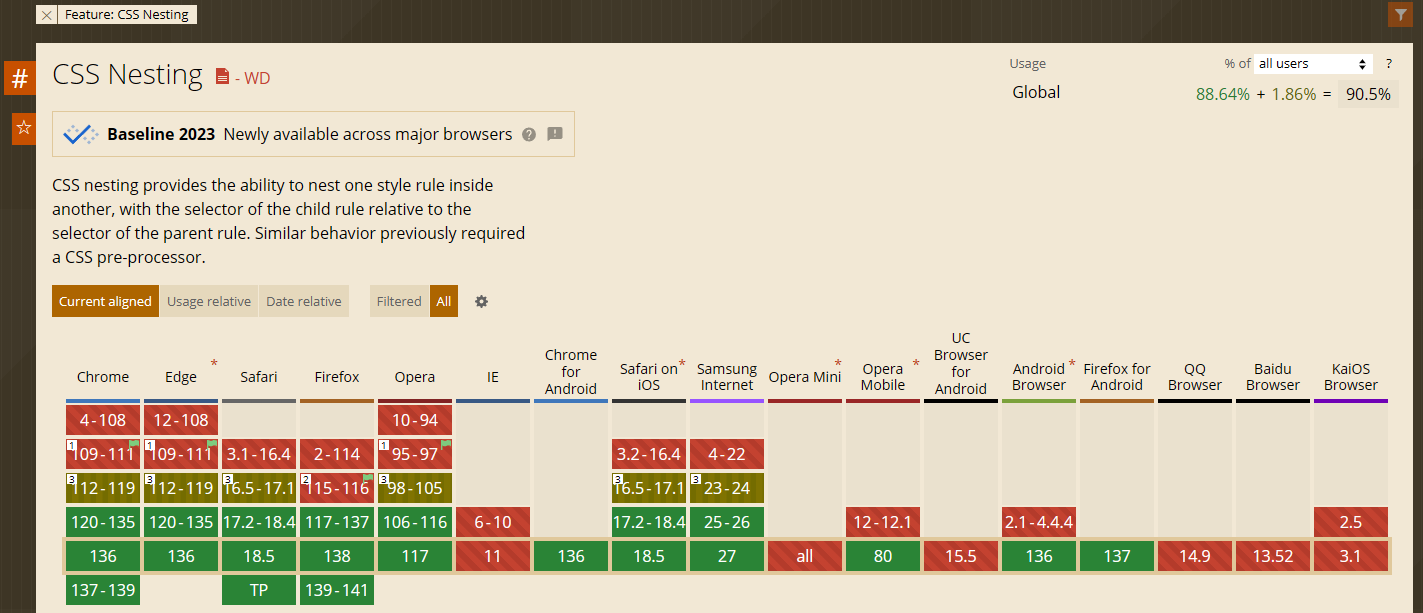 Feature: CSS Nesting
#
CSS Nesting - WD
Usage % of all users ?
Global 88.64% + 1.86% = 90.5%
Baseline 2023 Newly available across major browsers ?
CSS nesting provides the ability to nest one style rule inside
another, with the selector of the child rule relative to the
selector of the parent rule. Similar behavior previously required
a CSS pre-processor.
Current aligned Usage relative Date relative Filtered All
Chrome Edge * Safari Firefox Opera IE Chrome for Android Safari on iOS * Samsung Internet Opera Mini * Opera Mobile * UC Browser for Android Android Browser * Firefox for Android QQ Browser Baidu Browser KaiOS Browser
4-108 12-108 10-94
1 109-111 1 109-111 3.1-16.4 2-114 1 95-97 3.2-16.4 4-22
3 112-119 3 112-119 3 16.5-17.1 2 115-116 3 98-105 3 16.5-17.1 3 23-24
120-135 120-135 17.2-18.4 117-137 106-116 6-10 17.2-18.4 25-26 12-12.1 2.1-4.4.4 2.5
136 136 18.5 138 117 11 136 18.5 27 all 80 15.5 136 137 14.9 13.52 3.1
137-139 TP 139-141